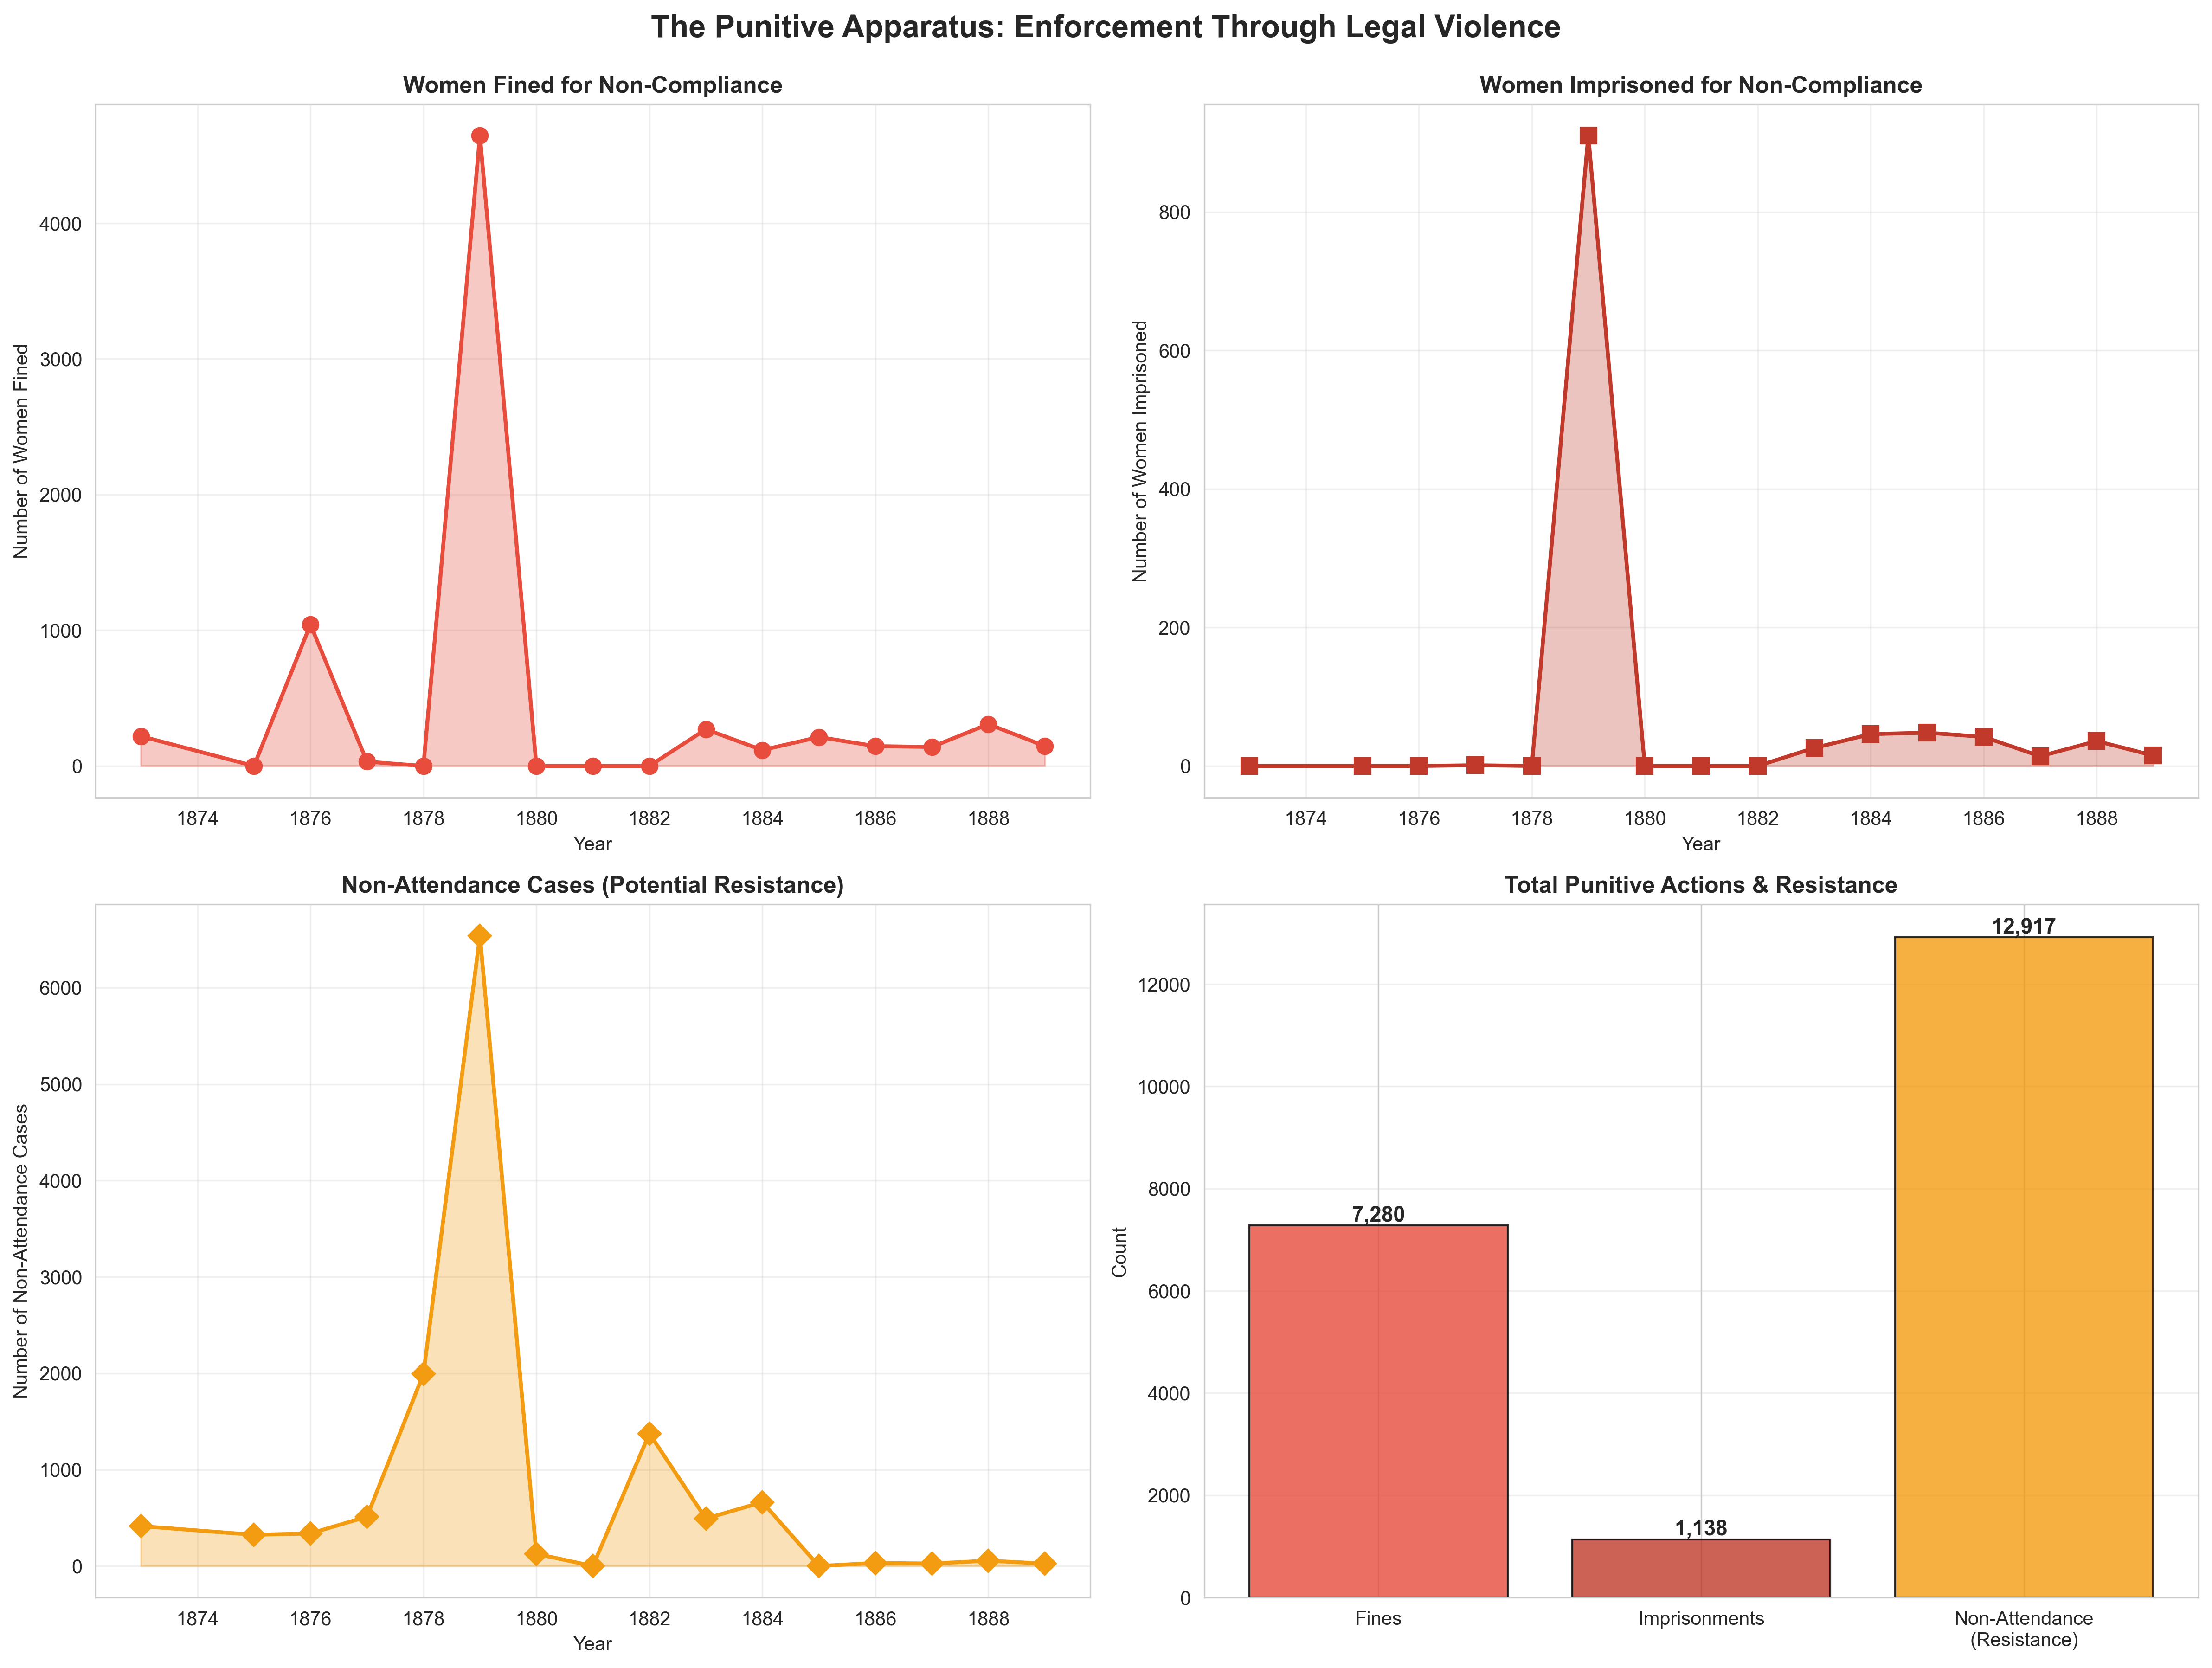 The Punitive Apparatus: Enforcement Through Legal Violence
Women Fined for Non-Compliance
Number of Women Fined
4000
3000
2000
1000
0
1874 1876 1878 1880 1882 1884 1886 1888
Year
Women Imprisoned for Non-Compliance
Number of Women Imprisoned
800
600
400
200
0
1874 1876 1878 1880 1882 1884 1886 1888
Year
Non-Attendance Cases (Potential Resistance)
Number of Non-Attendance Cases
6000
5000
4000
3000
2000
1000
0
1874 1876 1878 1880 1882 1884 1886 1888
Year
Total Punitive Actions & Resistance
Count
12000
10000
8000
6000
4000
2000
0
7,280
1,138
12,917
Fines Imprisonments Non-Attendance
(Resistance)